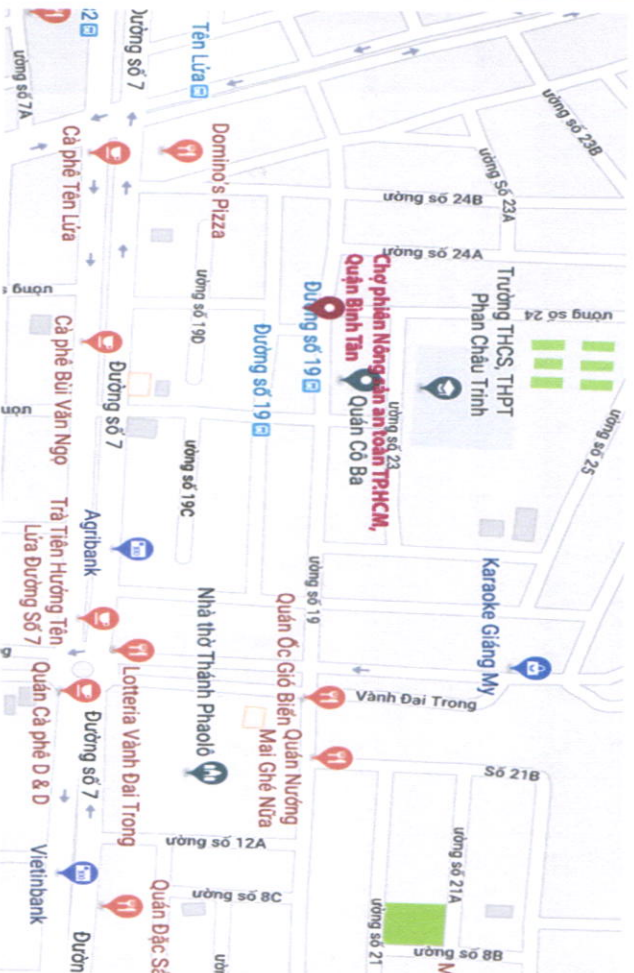 ường số 23B
ường số 25
ường số 24
Trường THCS, THPT
Phan Châu Trinh
ường số 23A
Karaoke Giáng My
Số 21B
ường số 8B
ường số 21A
ường số 24B
ường số 24A
Vành Đai Trong
ường số 23
Chợ phiên Nông sản an toàn TP.HCM,
Quận Bình Tân
Quán Cô Ba
ường số 21
Đường số 19
ường số 19
Đường số 19
Quán Ốc Gió Biển
Quán Nướng
Mai Ghé Nữa
Domino's Pizza
ường số 12A
ường số 8C
Tên Lửa
ường số 19D
ường số 19C
Nhà thờ Thánh Phaolô
Quán Đặc Sả
Đường số 7
Đường số 7
Lotteria Vành Đai Trong
Agribank
Đường số 7
Đườn
Cà phê Tên Lửa
Cà phê Bùi Văn Ngọ
Trà Tiên Hưởng Tên
Lửa Đường Số 7
Quán Cà phê D & D
Vietinbank
ường số 7A